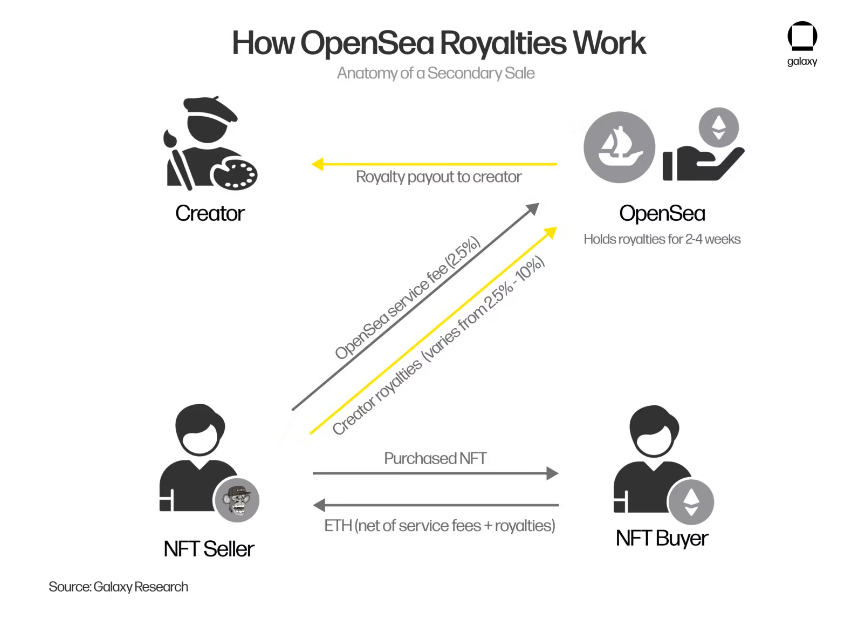 How OpenSea Royalties Work
galaxy
Anatomy of a Secondary Sale
Royalty payout to creator
Creator
OpenSea
Holds royalties for 2-4 weeks
OpenSea service fee (2.5%)
Creator royalties (varies from 2.5% - 10%)
Purchased NFT
ETH (net of service fees + royalties)
NFT Seller
NFT Buyer
Source: Galaxy Research